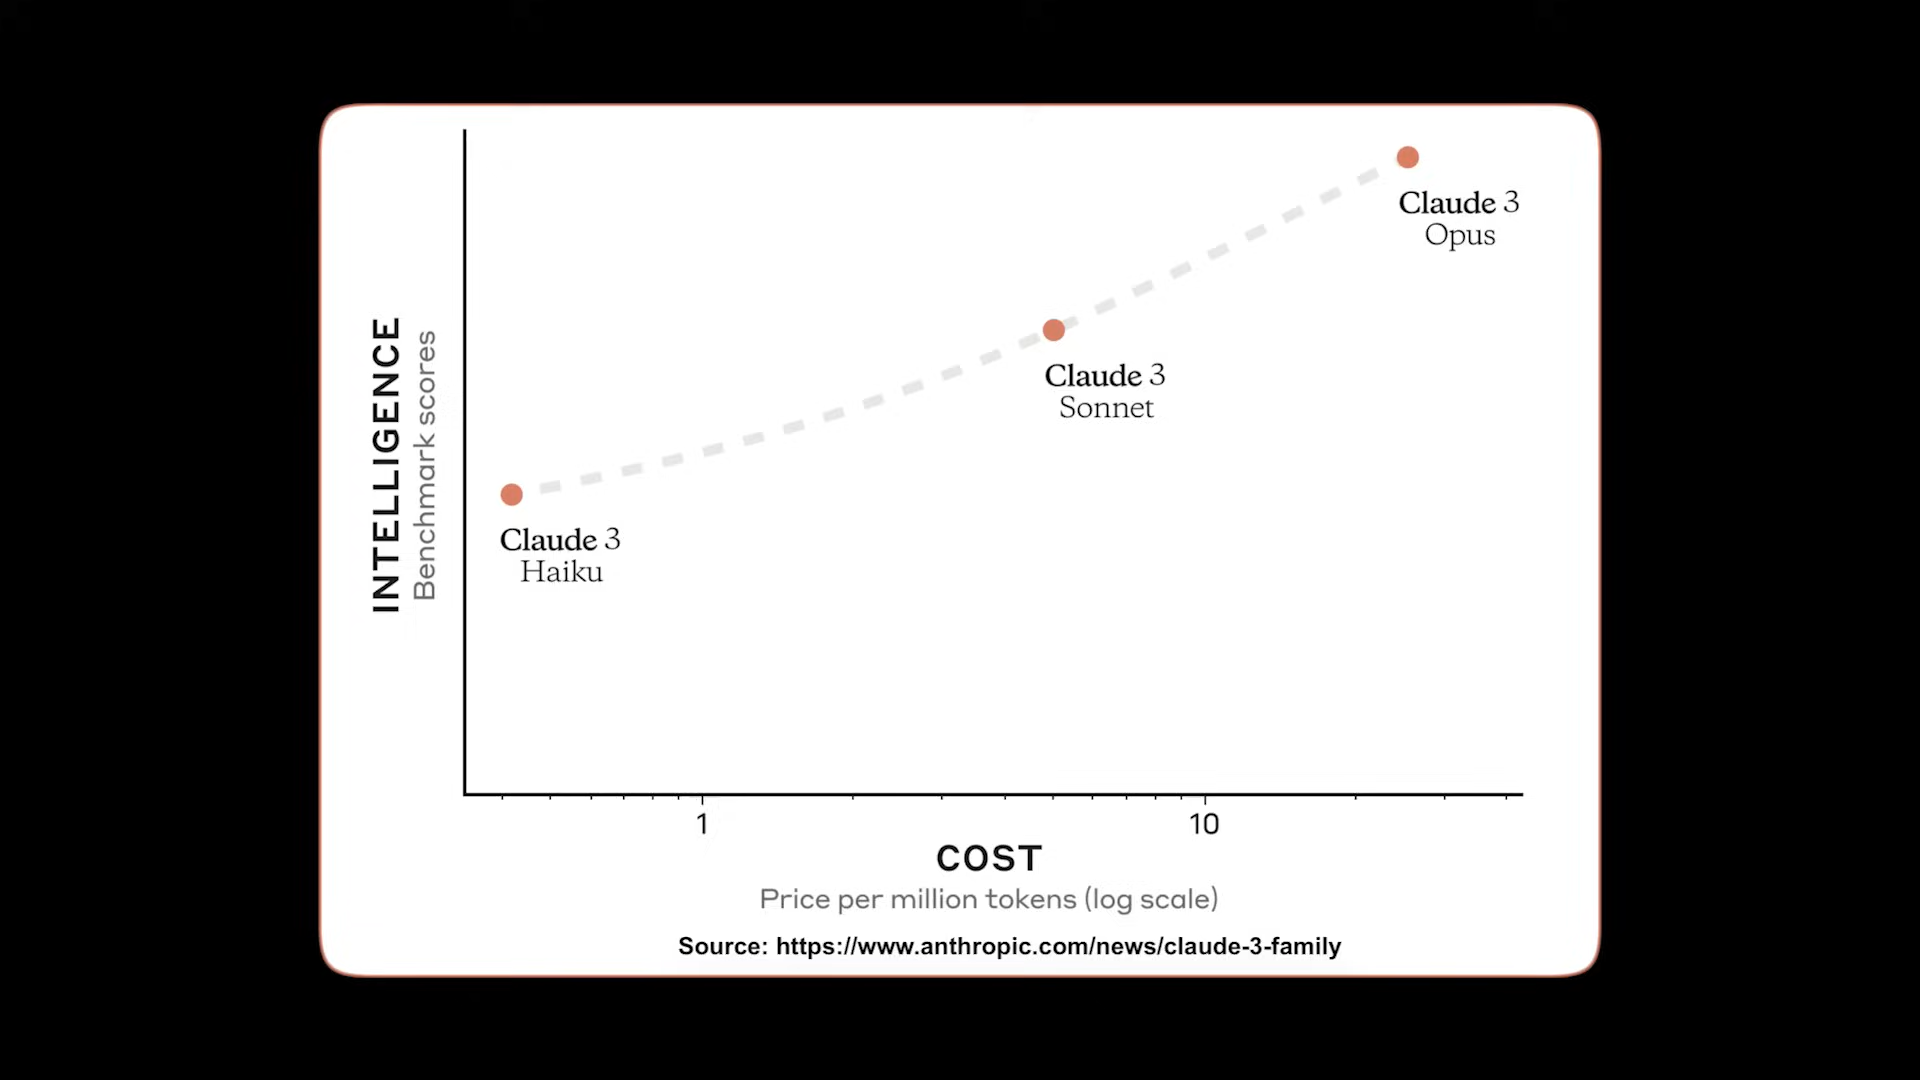 INTELLIGENCE
Benchmark scores
Claude 3
Opus
Claude 3
Sonnet
Claude 3
Haiku
1
10
COST
Price per million tokens (log scale)
Source: https://www.anthropic.com/news/claude-3-family